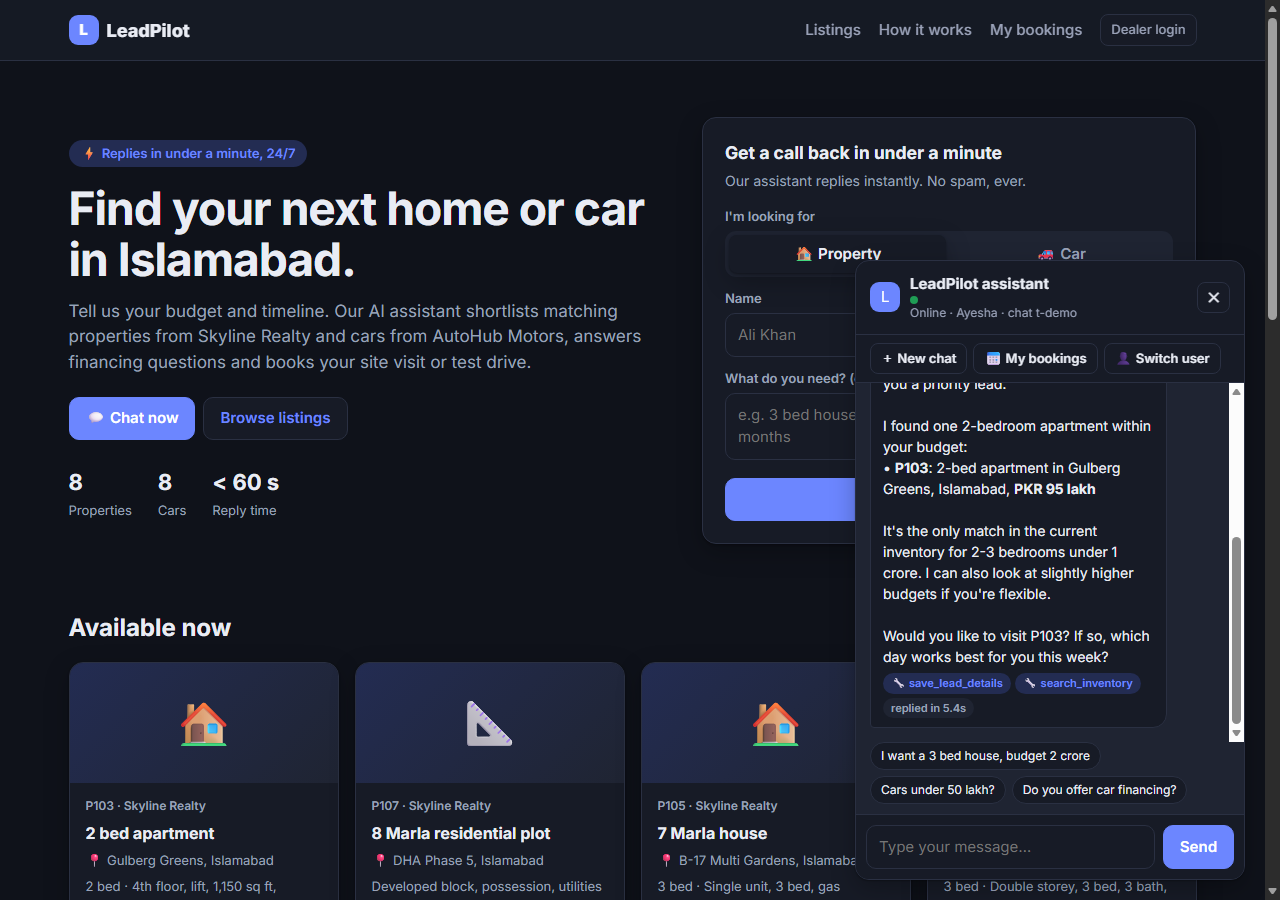 L LeadPilot
Listings How it works My bookings Dealer login
⚡ Replies in under a minute, 24/7
Find your next home or car
in Islamabad.
Tell us your budget and timeline. Our AI assistant shortlists matching
properties from Skyline Realty and cars from AutoHub Motors, answers
financing questions and books your site visit or test drive.
💬 Chat now Browse listings
8 8 < 60 s
Properties Cars Reply time
Get a call back in under a minute
Our assistant replies instantly. No spam, ever.
I'm looking for
🏠 Property 🚗 Car
Name
Ali Khan
What do you need? (
e.g. 3 bed house
months
L LeadPilot assistant ✕
Online · Ayesha · chat t-demo
+ New chat 📅 My bookings 👤 Switch user
you a priority lead.
I found one 2-bedroom apartment within
your budget:
• P103: 2-bed apartment in Gulberg
Greens, Islamabad, PKR 95 lakh
It's the only match in the current
inventory for 2-3 bedrooms under 1
crore. I can also look at slightly higher
budgets if you're flexible.
Would you like to visit P103? If so, which
day works best for you this week?
🔧 save_lead_details 🔧 search_inventory
replied in 5.4s
I want a 3 bed house, budget 2 crore
Cars under 50 lakh? Do you offer car financing?
Type your message... Send
Available now
P103 · Skyline Realty
2 bed apartment
📍 Gulberg Greens, Islamabad
2 bed · 4th floor, lift, 1,150 sq ft,
P107 · Skyline Realty
8 Marla residential plot
📍 DHA Phase 5, Islamabad
Developed block, possession, utilities
P105 · Skyline Realty
7 Marla house
📍 B-17 Multi Gardens, Islamaba
3 bed · Single unit, 3 bed, gas
3 bed · Double storey, 3 bed, 3 bath,